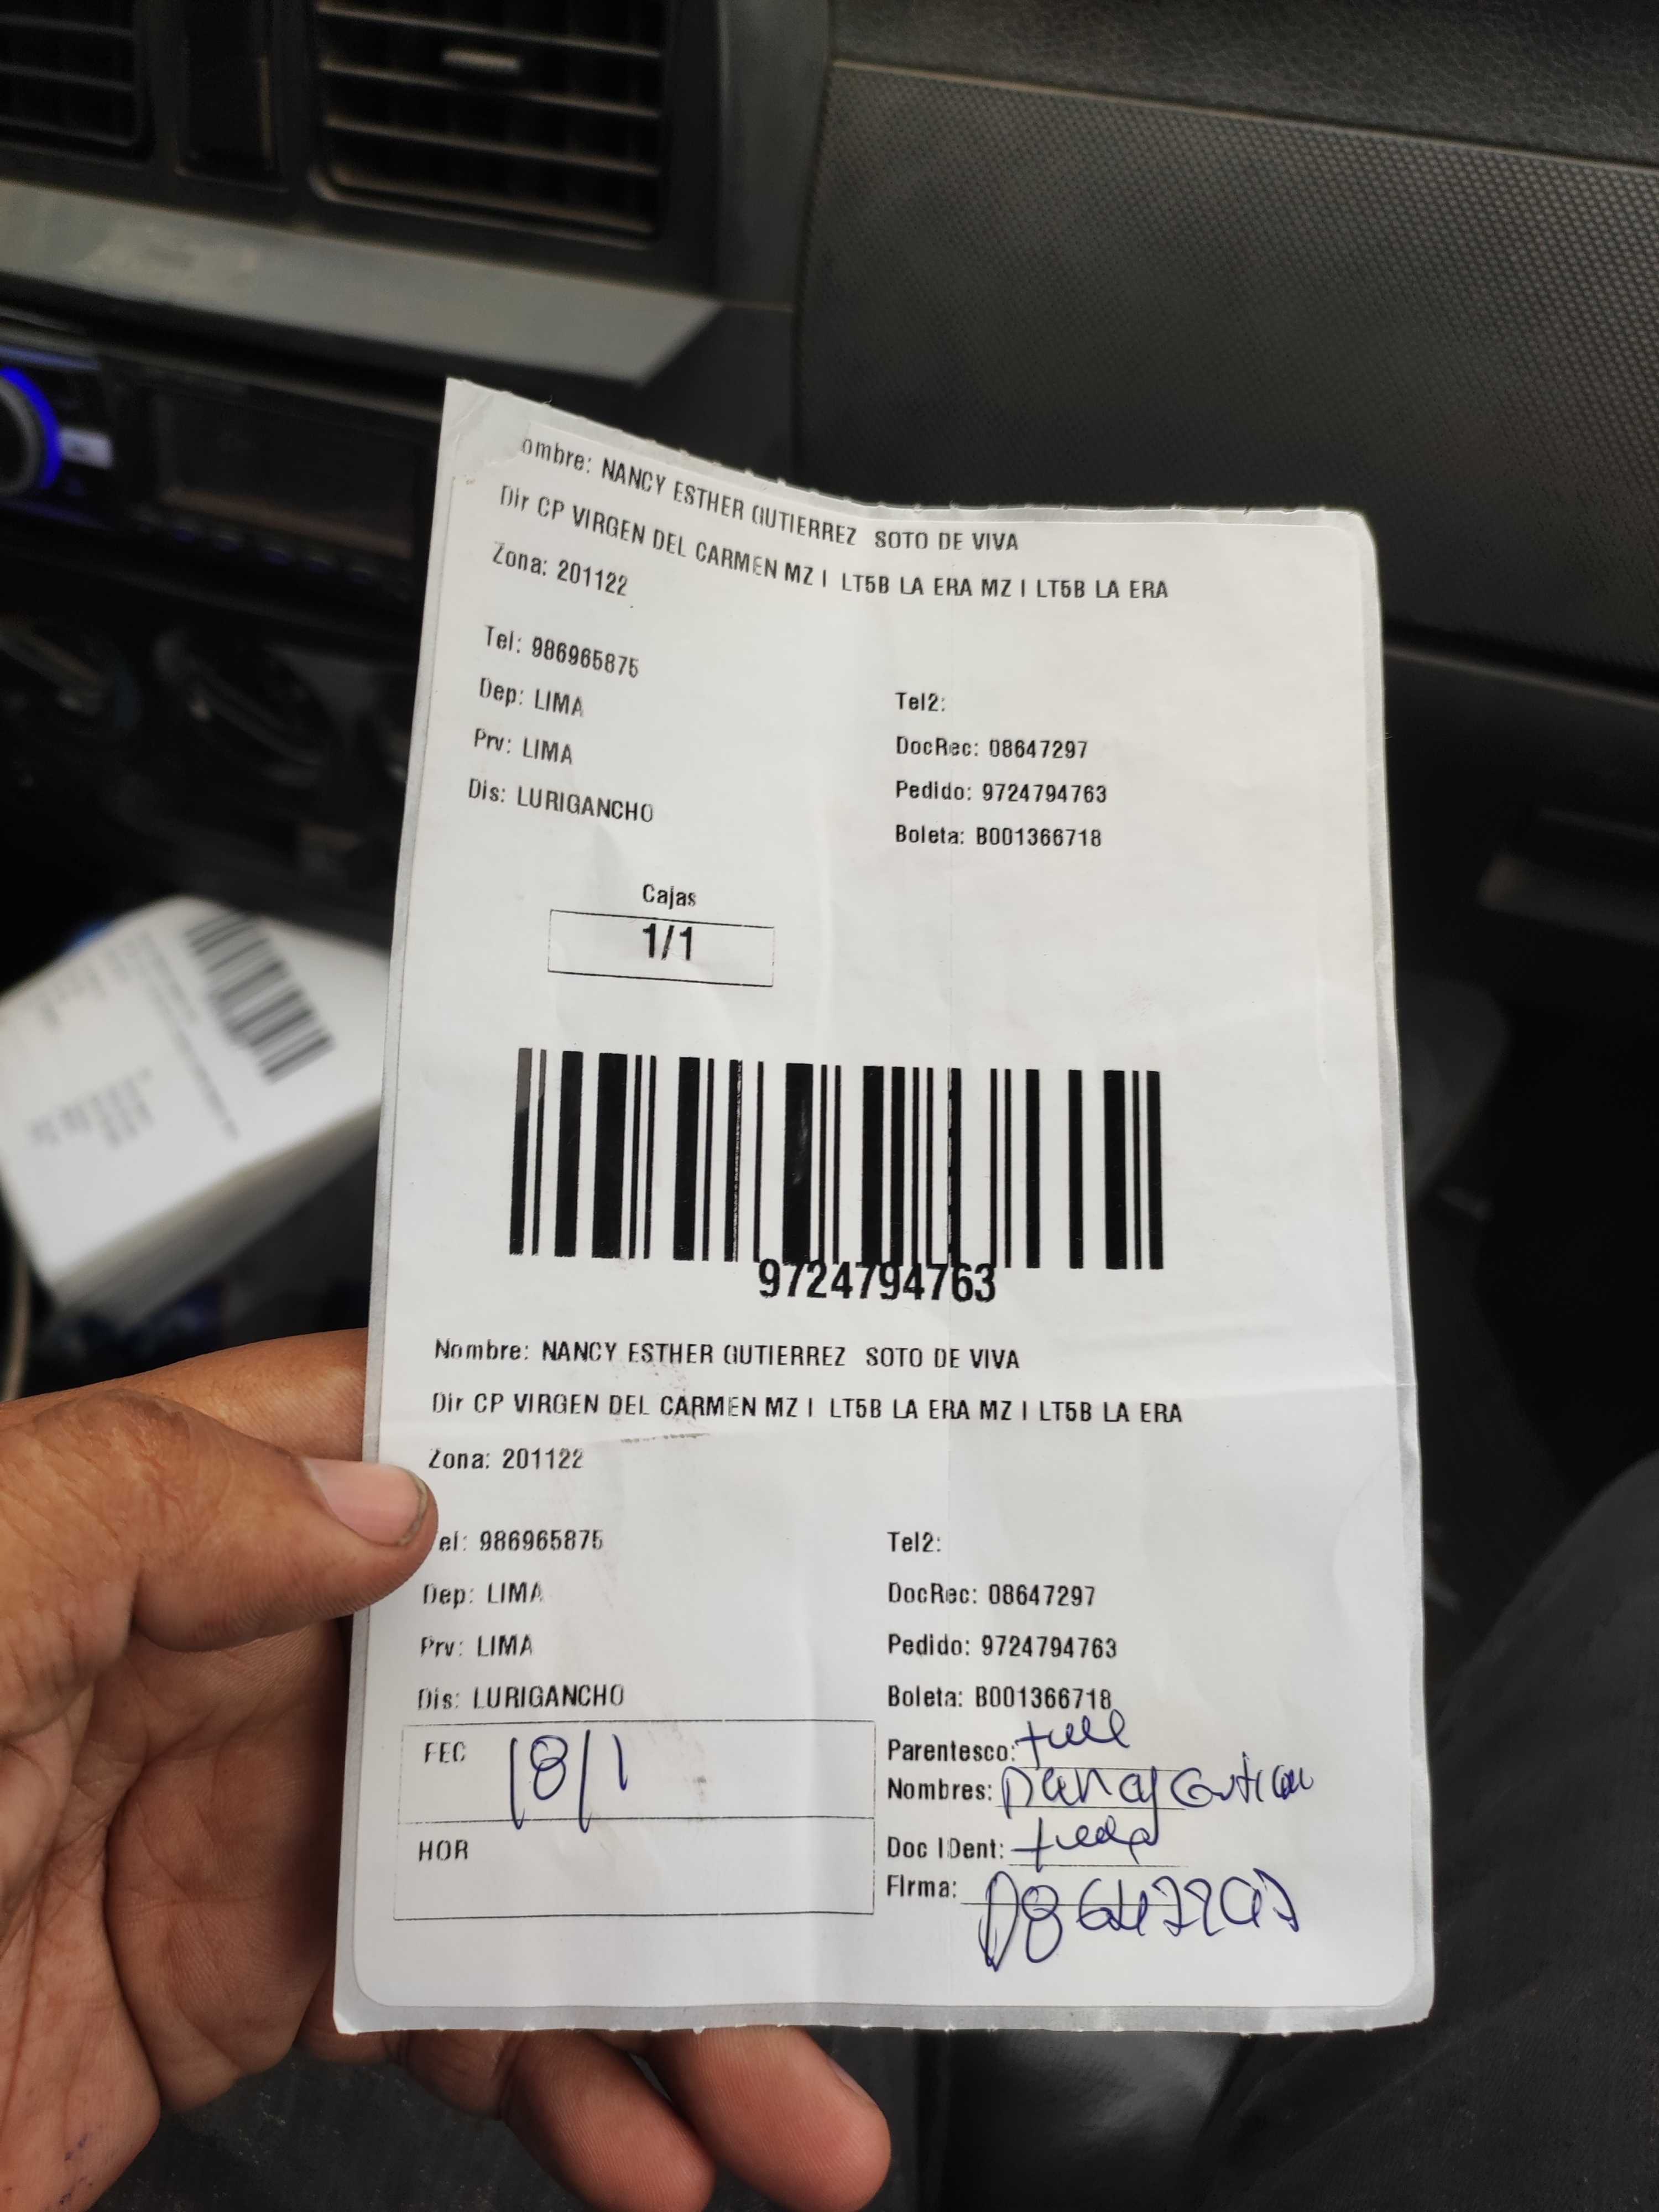 ombre: NANCY ESTHER GUTIERREZ SOTO DE VIVA
Dir CP VIRGEN DEL CARMEN MZ I LT5B LA ERA MZ I LT5B LA ERA
Zona: 201122
Tel: 986965875
Tel2:
Dep: LIMA
DocRec: 08647297
Prv: LIMA
Pedido: 9724794763
Dis: LURIGANCHO
Boleta: B001366718
Cajas
1/1
9724794763
Nombre: NANCY ESTHER GUTIERREZ SOTO DE VIVA
Dir CP VIRGEN DEL CARMEN MZ I LT5B LA ERA MZ I LT5B LA ERA
Zona: 201122
el: 986965875
Tel2:
Dep: LIMA
DocRec: 08647297
Prv: LIMA
Pedido: 9724794763
Dis: LURIGANCHO
Boleta: B001366718
FEC 18/1
Parentesco:
Nombres: Nancy
HOR
Doc IDent:
Firma: 08647297